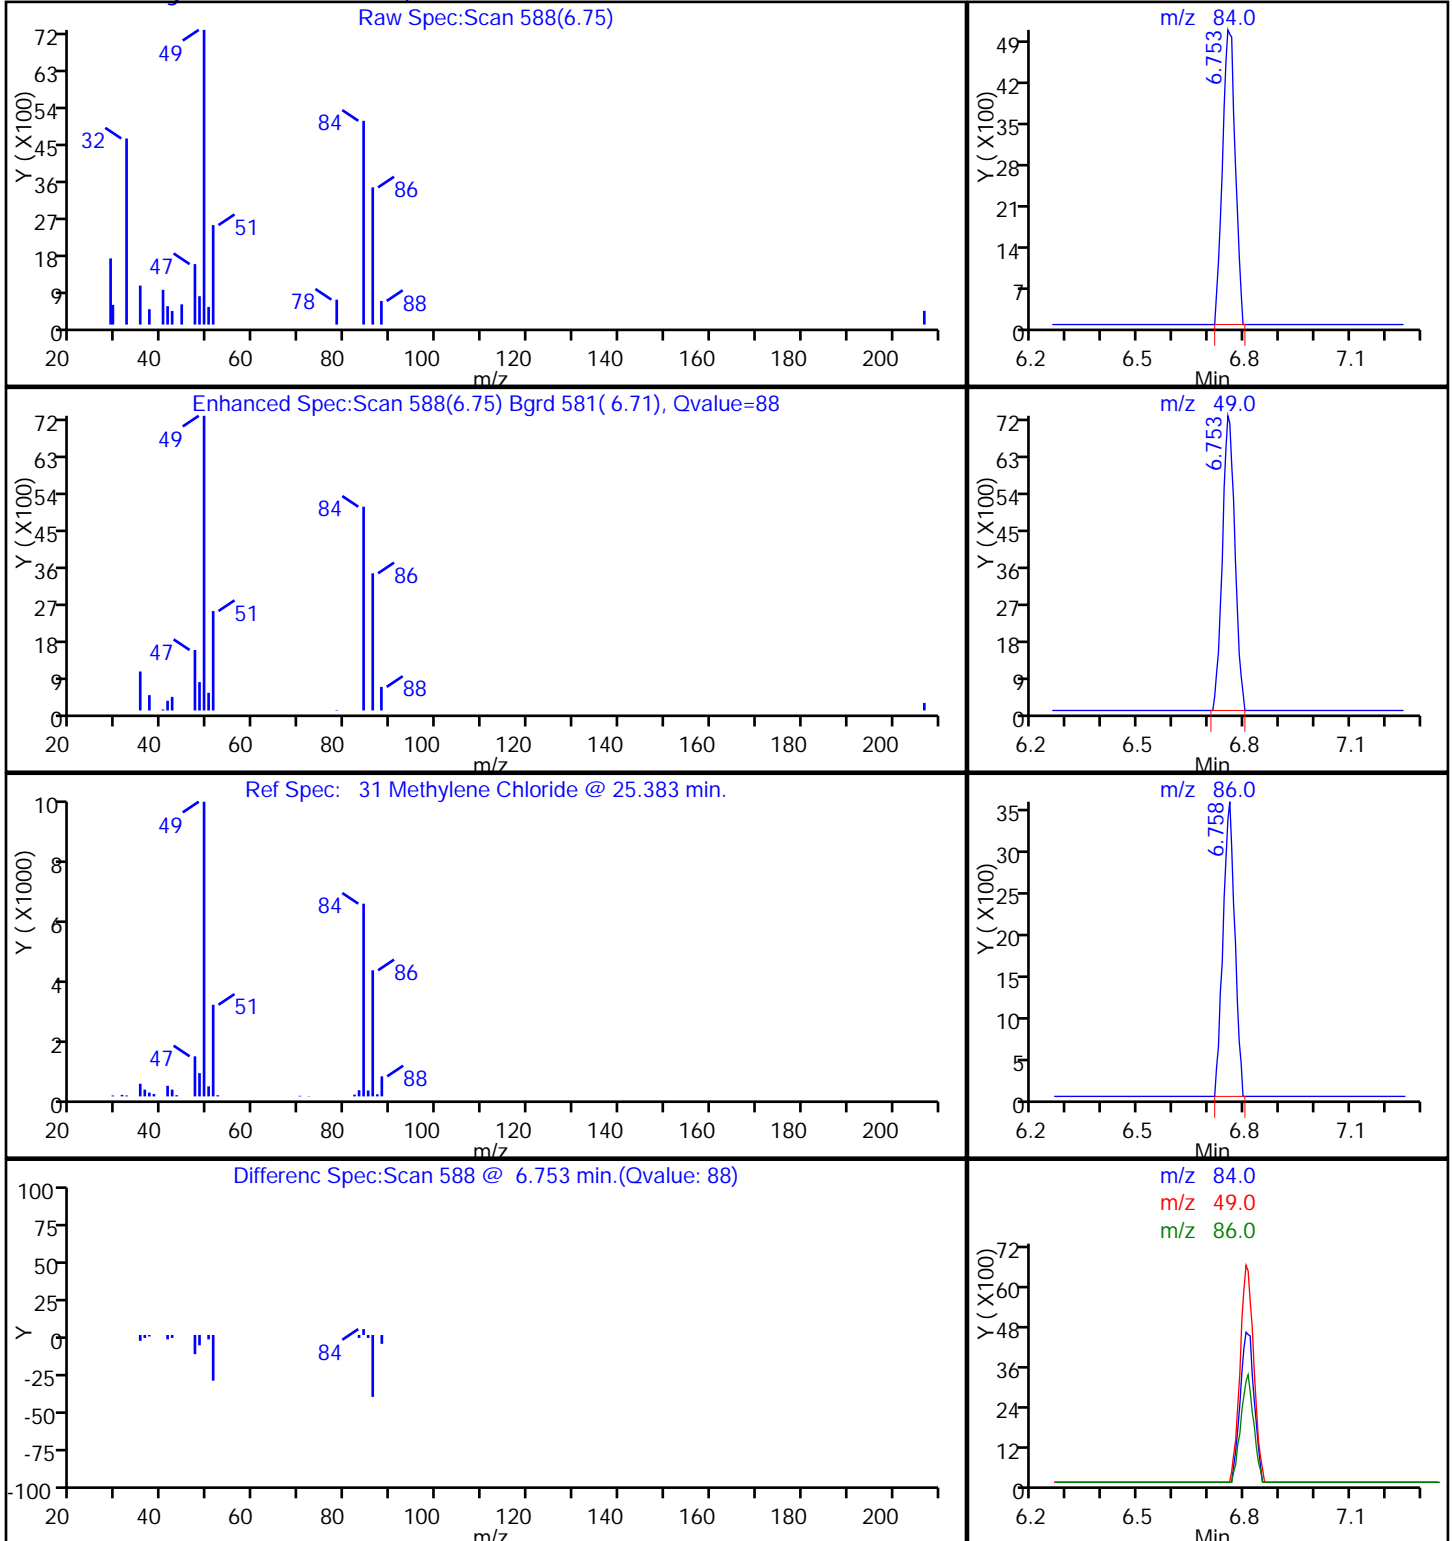 Raw Spec:Scan 588(6.75)
Y ( X100)
72
63
54
45
36
27
18
9
0
49
32
84
86
51
47
78
88
20 40 60 80 100 120 140 160 180 200
m/z
m/z 84.0
Y ( X100)
49
42
35
28
21
14
7
0
6.753
6.2 6.5 6.8 7.1
Min
Enhanced Spec:Scan 588(6.75) Bgrd 581( 6.71), Qvalue=88
Y ( X100)
72
63
54
45
36
27
18
9
0
49
84
86
51
47
88
20 40 60 80 100 120 140 160 180 200
m/z
m/z 49.0
Y ( X100)
72
63
54
45
36
27
18
9
0
6.753
6.2 6.5 6.8 7.1
Min
Ref Spec: 31 Methylene Chloride @ 25.383 min.
Y ( X1000)
10
8
6
4
2
0
49
84
86
51
47
88
20 40 60 80 100 120 140 160 180 200
m/z
m/z 86.0
Y ( X100)
35
30
25
20
15
10
5
0
6.758
6.2 6.5 6.8 7.1
Min
Differenc Spec:Scan 588 @ 6.753 min.(Qvalue: 88)
Y
100
75
50
25
0
-25
-50
-75
-100
84
20 40 60 80 100 120 140 160 180 200
m/z
m/z 84.0
m/z 49.0
m/z 86.0
Y ( X100)
72
60
48
36
24
12
0
6.2 6.5 6.8 7.1
Min